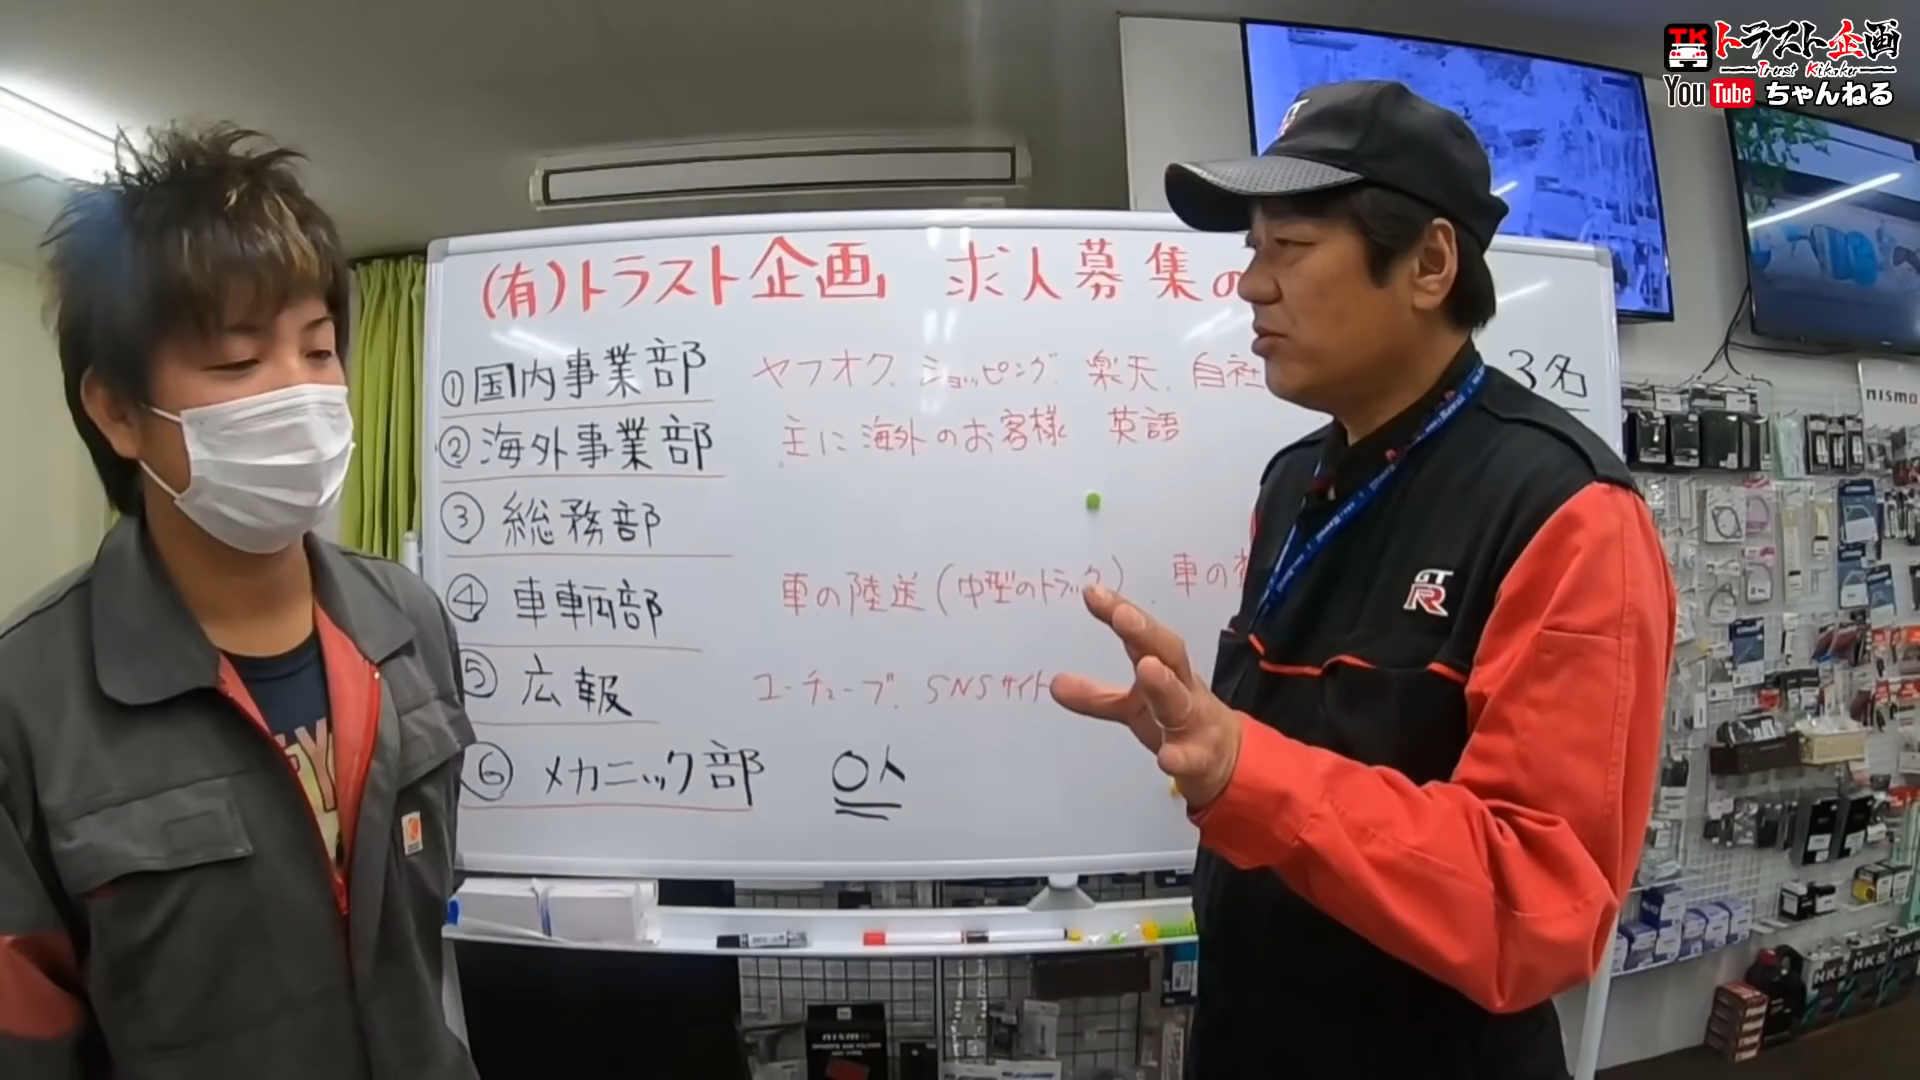 TK トラスト企画
Trust Kikaku
YouTube ちゃんねる
(有)トラスト企画 求人募集の
①国内事業部 ヤフオク、ショッピング、楽天、自社 3名
②海外事業部 主に海外のお客様 英語
③総務部
④車輌部 車の陸送(中型のトラック)、車の
⑤広報 ユーチューブ、SNSサイト
⑥メカニック部 0人
nismo
GTR
nismo
HKS HKS HKS